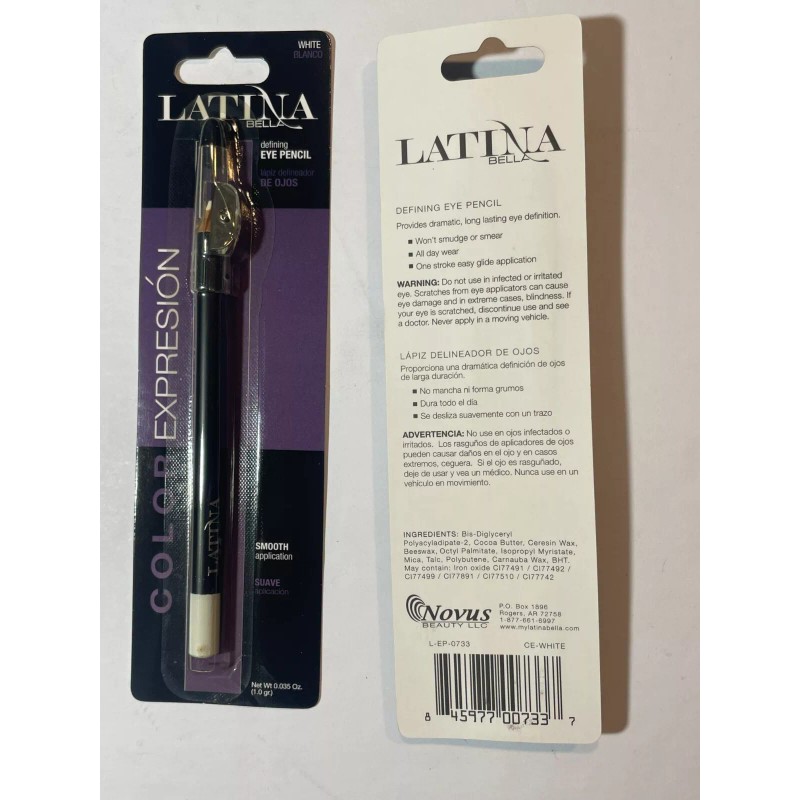 WHITE
BLANCO
LATINA
BELLA
defining
EYE PENCIL
lápiz delineador
DE OJOS
COLOR EXPRESIÓN
LATINA
SMOOTH
application
SUAVE
aplicación
Net Wt 0.035 Oz.
(1.0 gr.)
LATINA
BELLA
DEFINING EYE PENCIL
Provides dramatic, long lasting eye definition.
■ Won't smudge or smear
■ All day wear
■ One stroke easy glide application
WARNING: Do not use in infected or irritated
eye. Scratches from eye applicators can cause
eye damage and in extreme cases, blindness. If
your eye is scratched, discontinue use and see
a doctor. Never apply in a moving vehicle.
LÁPIZ DELINEADOR DE OJOS
Proporciona una dramática definición de ojos
de larga duración.
■ No mancha ni forma grumos
■ Dura todo el día
■ Se desliza suavemente con un trazo
ADVERTENCIA: No use en ojos infectados o
irritados. Los rasguños de aplicadores de ojos
pueden causar daños en el ojo y en casos
extremos, ceguera. Si el ojo es rasguñado,
deje de usar y vea un médico. Nunca use en un
vehículo en movimiento.
INGREDIENTS: Bis-Diglyceryl
Polyacyladipate-2, Cocoa Butter, Ceresin Wax,
Beeswax, Octyl Palmitate, Isopropyl Myristate,
Mica, Talc, Polybutene, Carnauba Wax, BHT.
May contain: Iron oxide CI77491 / CI77492 /
CI77499 / CI77891 / CI77510 / CI77742
Novus
BEAUTY LLC
P.O. Box 1896
Rogers, AR 72756
1-877-661-6997
www.mylatinabella.com
L-EP-0733 CE-WHITE
8 45977 00733 7